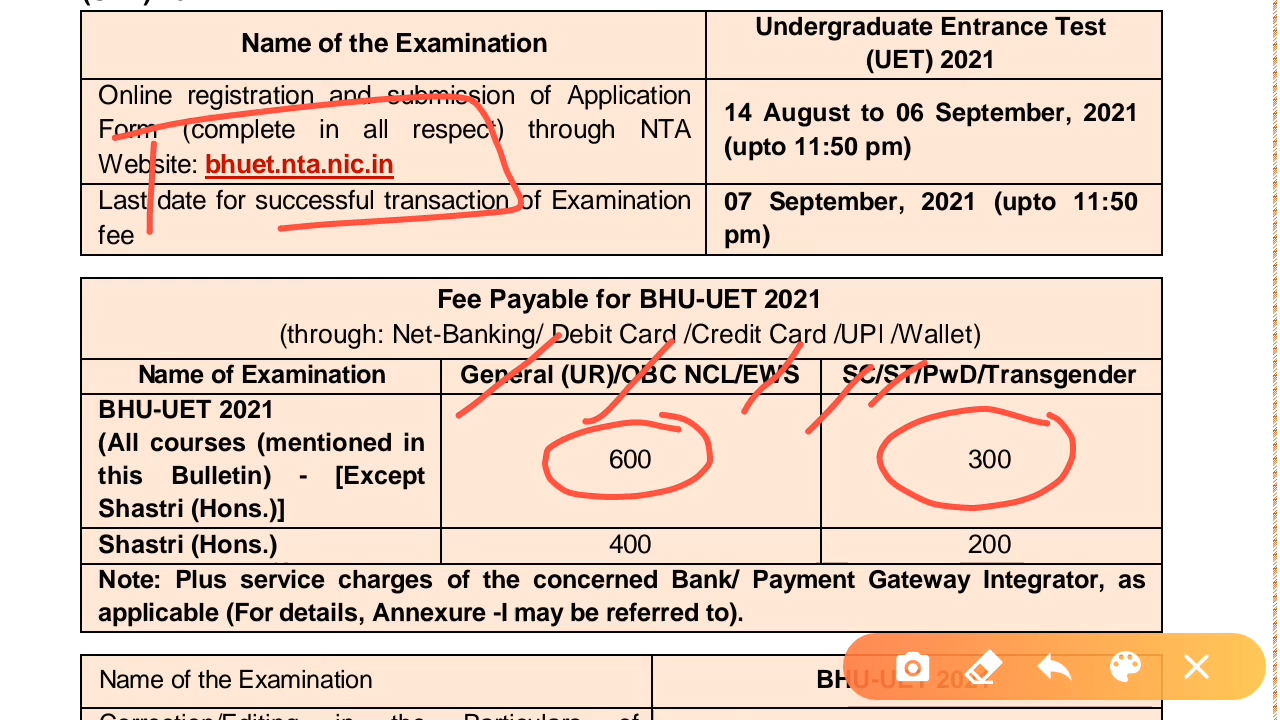 Name of the Examination
Undergraduate Entrance Test
(UET) 2021
Online registration and submission of Application
Form (complete in all respect) through NTA
Website: bhuet.nta.nic.in
14 August to 06 September, 2021
(upto 11:50 pm)
Last date for successful transaction of Examination
fee
07 September, 2021 (upto 11:50
pm)
Fee Payable for BHU-UET 2021
(through: Net-Banking/ Debit Card /Credit Card /UPI /Wallet)
Name of Examination
General (UR)/OBC NCL/EWS
SC/ST/PwD/Transgender
BHU-UET 2021
(All courses (mentioned in
this Bulletin) - [Except
Shastri (Hons.)]
600
300
Shastri (Hons.)
400
200
Note: Plus service charges of the concerned Bank/ Payment Gateway Integrator, as
applicable (For details, Annexure -I may be referred to).
Name of the Examination
BHU-UET 2021
Correction/Editing in the Particulars of